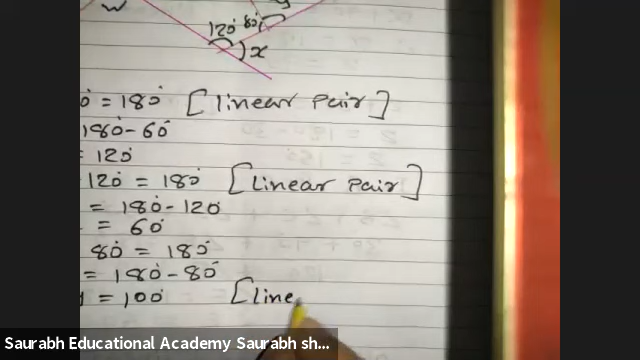 w
y
120° 80°
x
0° = 180° [linear pair]
180° - 60°
= 120°
120° = 180° [Linear pair]
= 180° - 120
= 60°
80° = 180°
= 180° - 80°
= 100° [line
Saurabh Educational Academy Saurabh sh...